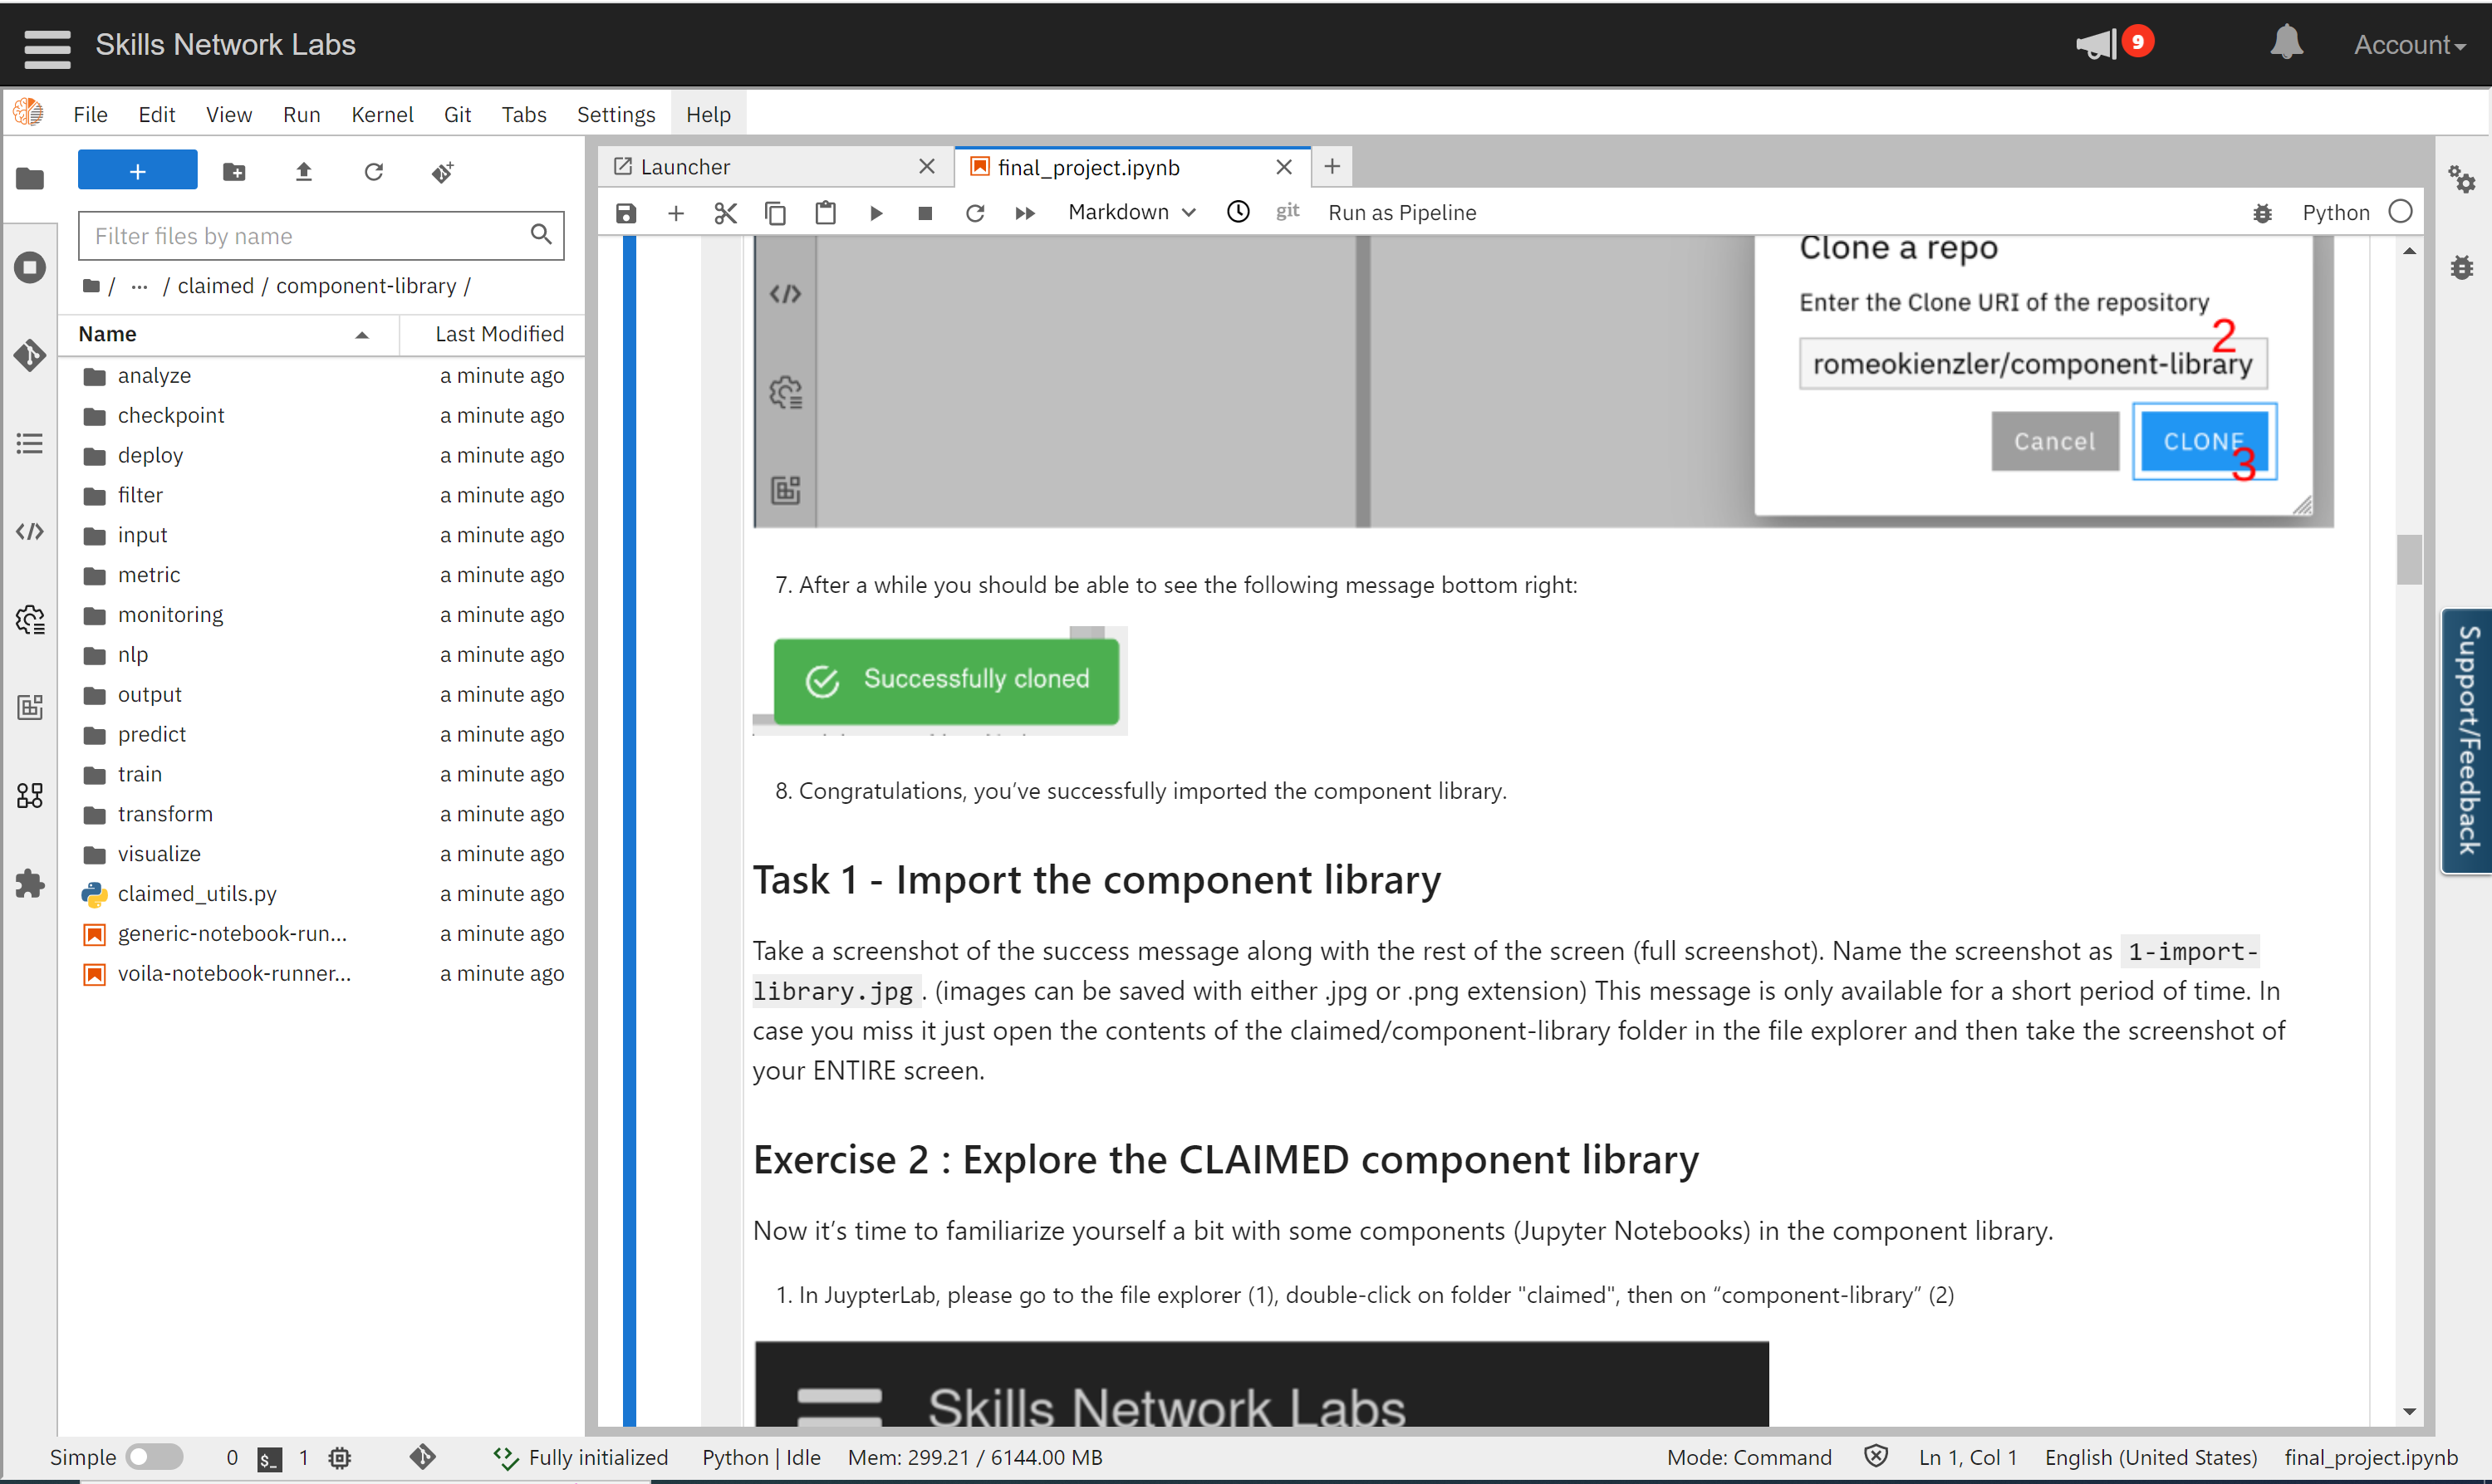 Skills Network Labs
9
Account
File Edit View Run Kernel Git Tabs Settings Help
+
Filter files by name
/ ... / claimed / component-library /
Name Last Modified
analyze a minute ago
checkpoint a minute ago
deploy a minute ago
filter a minute ago
input a minute ago
metric a minute ago
monitoring a minute ago
nlp a minute ago
output a minute ago
predict a minute ago
train a minute ago
transform a minute ago
visualize a minute ago
claimed_utils.py a minute ago
generic-notebook-run... a minute ago
voila-notebook-runner... a minute ago
Launcher
final_project.ipynb
Markdown git Run as Pipeline Python
Clone a repo
Enter the Clone URI of the repository
2
romeokienzler/component-library
Cancel CLONE
3
7. After a while you should be able to see the following message bottom right:
Successfully cloned
8. Congratulations, you’ve successfully imported the component library.
Task 1 - Import the component library
Take a screenshot of the success message along with the rest of the screen (full screenshot). Name the screenshot as 1-import-
library.jpg . (images can be saved with either .jpg or .png extension) This message is only available for a short period of time. In
case you miss it just open the contents of the claimed/component-library folder in the file explorer and then take the screenshot of
your ENTIRE screen.
Exercise 2 : Explore the CLAIMED component library
Now it’s time to familiarize yourself a bit with some components (Jupyter Notebooks) in the component library.
1. In JuypterLab, please go to the file explorer (1), double-click on folder "claimed", then on “component-library” (2)
Skills Network Labs
Support/Feedback
Simple 0 $_ 1 Fully initialized Python | Idle Mem: 299.21 / 6144.00 MB Mode: Command Ln 1, Col 1 English (United States) final_project.ipynb